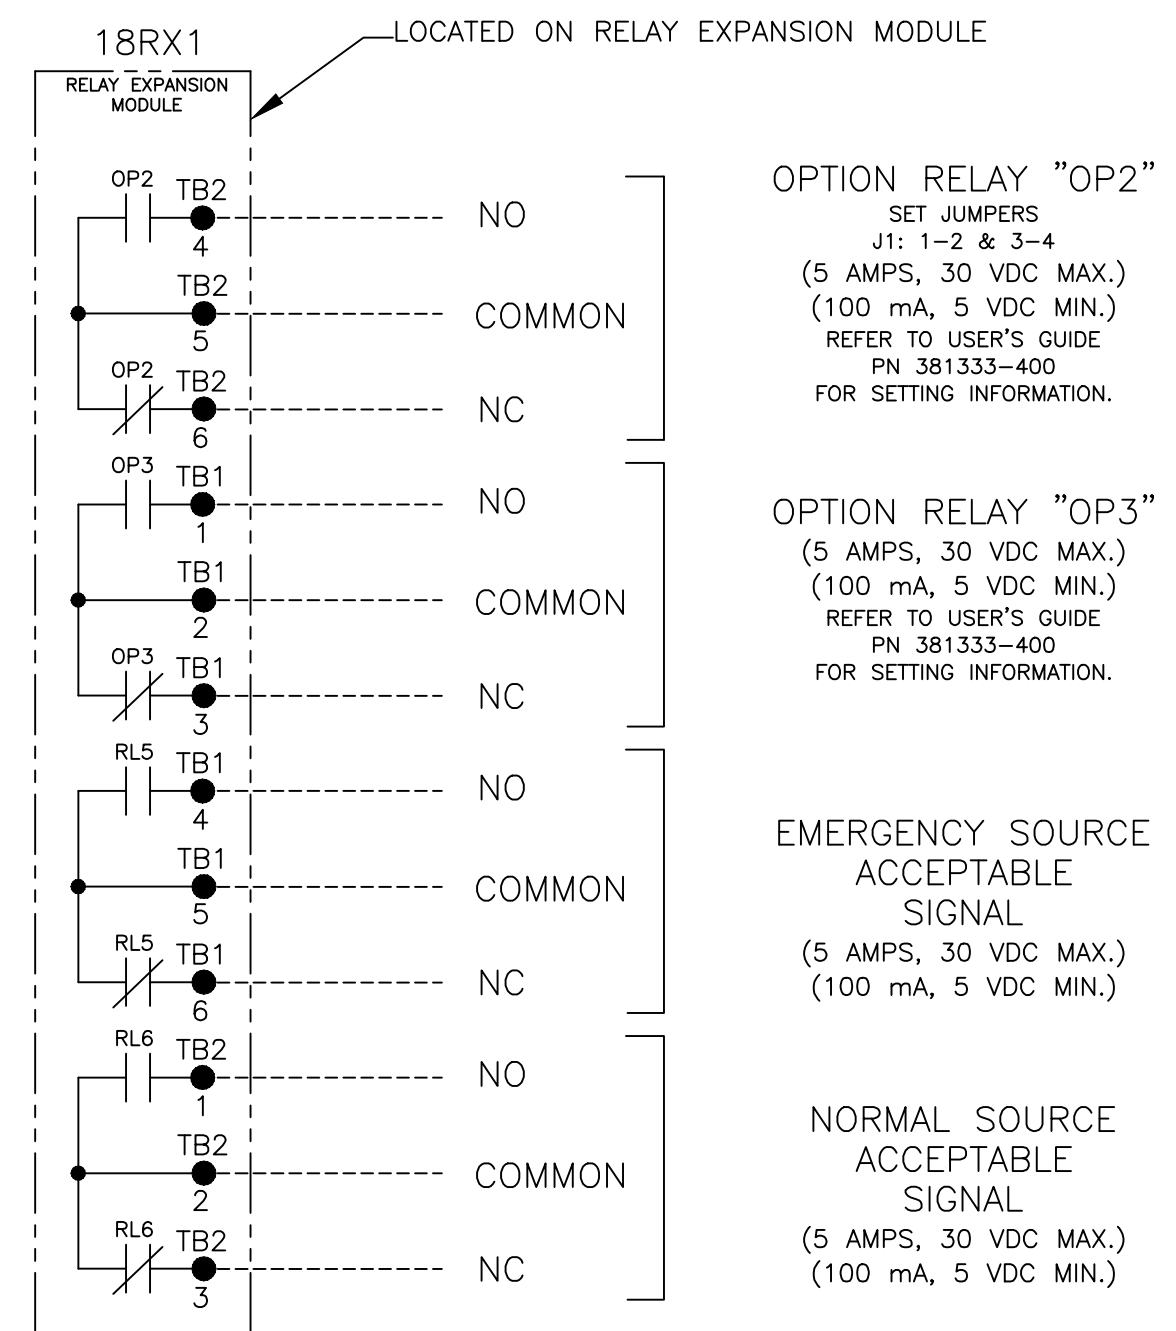 18RX1
LOCATED ON RELAY EXPANSION MODULE
RELAY EXPANSION
MODULE
OP2
TB2
4
NO
TB2
5
COMMON
OP2
TB2
6
NC
OPTION RELAY "OP2"
SET JUMPERS
J1: 1-2 & 3-4
(5 AMPS, 30 VDC MAX.)
(100 mA, 5 VDC MIN.)
REFER TO USER'S GUIDE
PN 381333-400
FOR SETTING INFORMATION.
OP3
TB1
1
NO
TB1
2
COMMON
OP3
TB1
3
NC
OPTION RELAY "OP3"
(5 AMPS, 30 VDC MAX.)
(100 mA, 5 VDC MIN.)
REFER TO USER'S GUIDE
PN 381333-400
FOR SETTING INFORMATION.
RL5
TB1
4
NO
TB1
5
COMMON
RL5
TB1
6
NC
EMERGENCY SOURCE
ACCEPTABLE
SIGNAL
(5 AMPS, 30 VDC MAX.)
(100 mA, 5 VDC MIN.)
RL6
TB2
1
NO
TB2
2
COMMON
RL6
TB2
3
NC
NORMAL SOURCE
ACCEPTABLE
SIGNAL
(5 AMPS, 30 VDC MAX.)
(100 mA, 5 VDC MIN.)